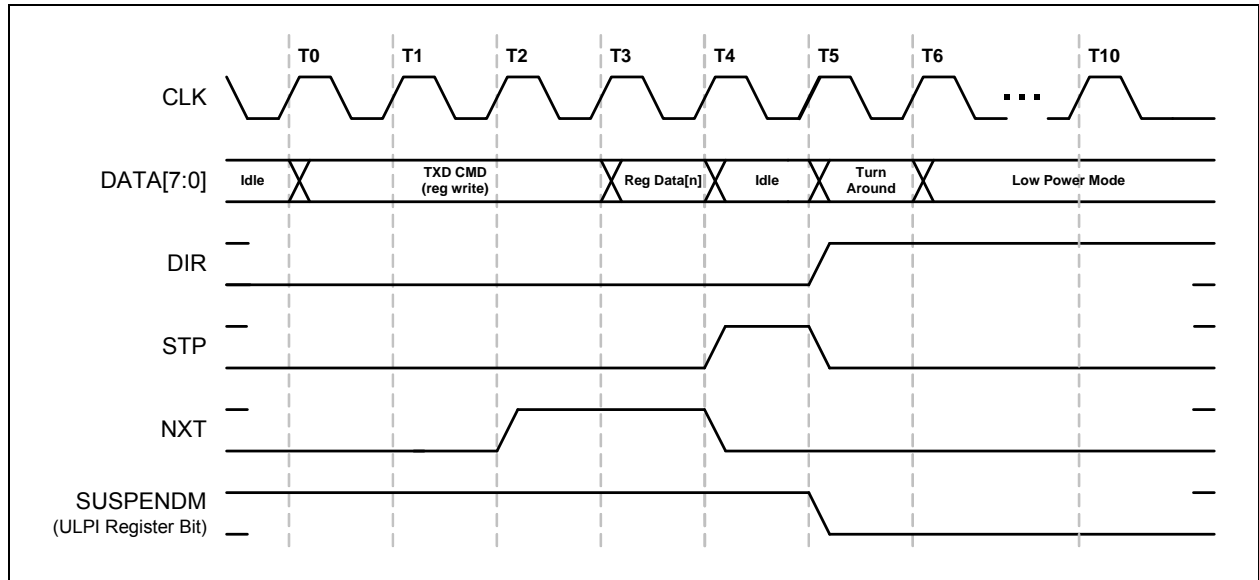 T0 T1 T2 T3 T4 T5 T6 T10
CLK
...
DATA[7:0]
Idle
TXD CMD
(reg write)
Reg Data[n]
Idle
Turn
Around
Low Power Mode
DIR
STP
NXT
SUSPENDM
(ULPI Register Bit)